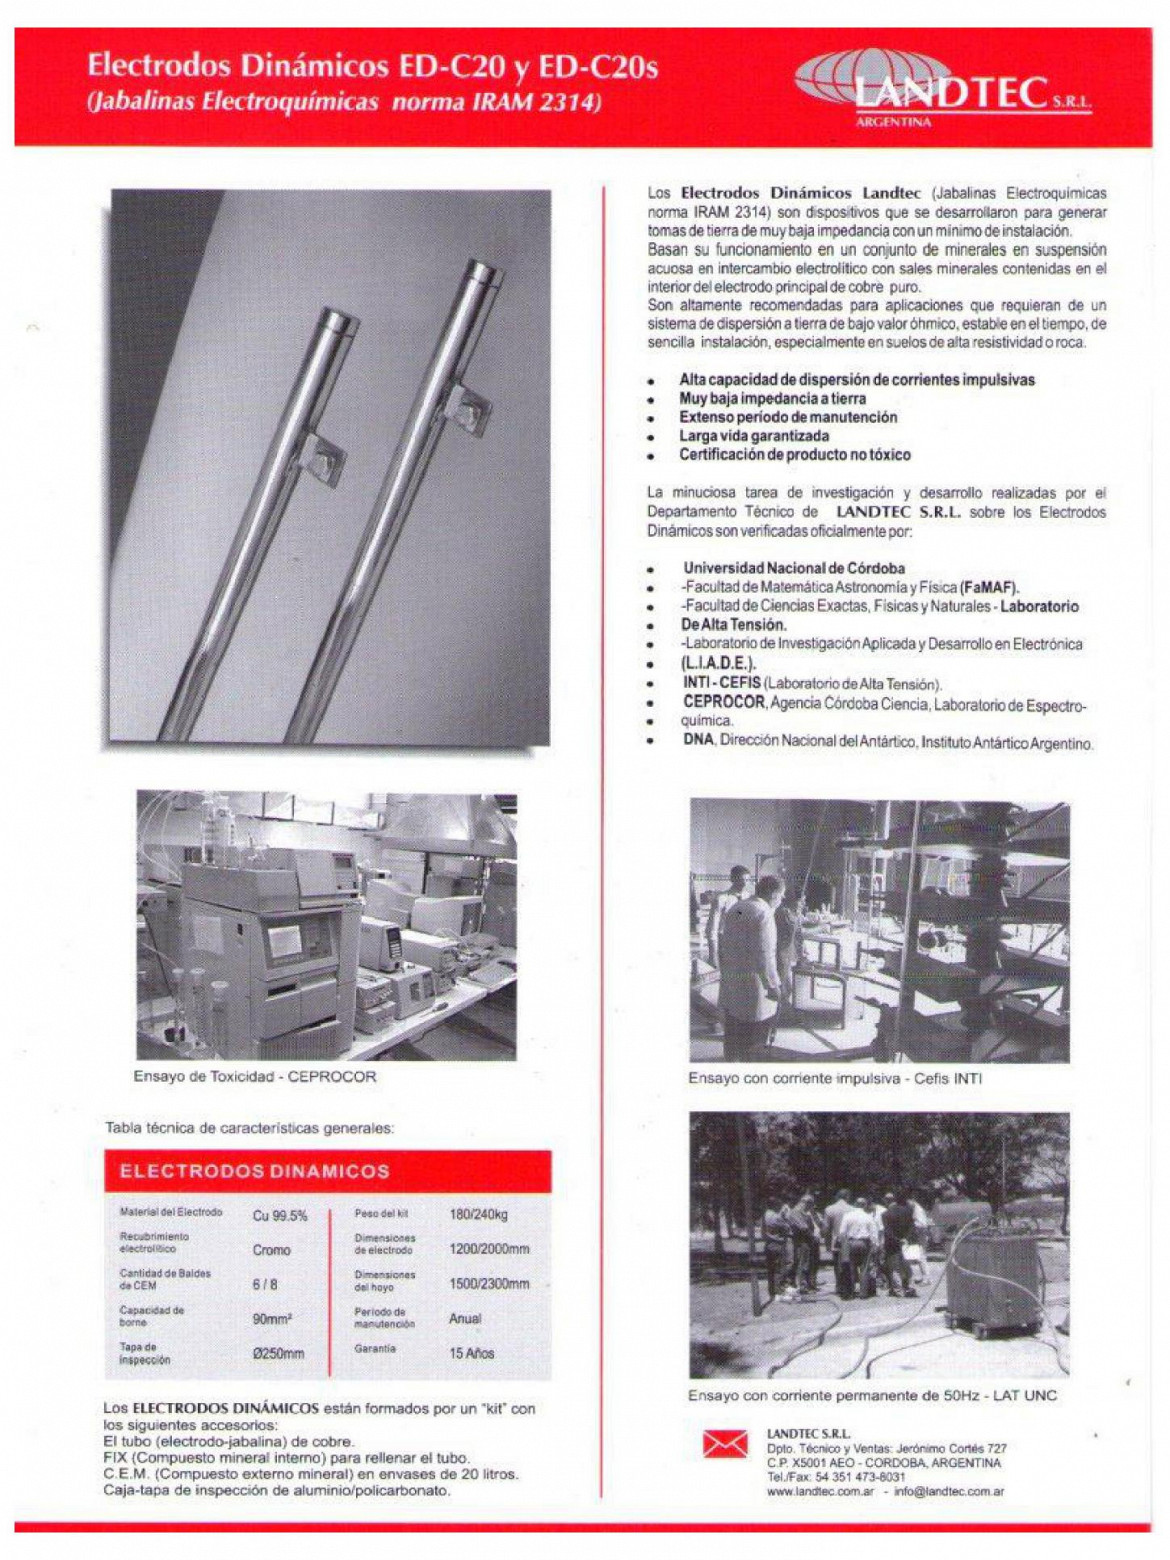 Electrodos Dinámicos ED-C20 y ED-C20s
(Jabalinas Electroquímicas norma IRAM 2314)
LANDTEC S.R.L.
ARGENTINA
Los Electrodos Dinámicos Landtec (Jabalinas Electroquímicas
norma IRAM 2314) son dispositivos que se desarrollaron para generar
tomas de tierra de muy baja impedancia con un mínimo de instalación.
Basan su funcionamiento en un conjunto de minerales en suspensión
acuosa en intercambio electrolítico con sales minerales contenidas en el
interior del electrodo principal de cobre puro.
Son altamente recomendadas para aplicaciones que requieran de un
sistema de dispersión a tierra de bajo valor óhmico, estable en el tiempo, de
sencilla instalación, especialmente en suelos de alta resistividad o roca.
• Alta capacidad de dispersión de corrientes impulsivas
• Muy baja impedancia a tierra
• Extenso período de manutención
• Larga vida garantizada
• Certificación de producto no tóxico
La minuciosa tarea de investigación y desarrollo realizadas por el
Departamento Técnico de LANDTEC S.R.L. sobre los Electrodos
Dinámicos son verificadas oficialmente por:
• Universidad Nacional de Córdoba
• -Facultad de Matemática Astronomía y Física (FaMAF).
• -Facultad de Ciencias Exactas, Físicas y Naturales - Laboratorio
• De Alta Tensión.
• -Laboratorio de Investigación Aplicada y Desarrollo en Electrónica
• (L.I.A.D.E.).
• INTI - CEFIS (Laboratorio de Alta Tensión).
• CEPROCOR, Agencia Córdoba Ciencia, Laboratorio de Espectro-
• química.
• DNA, Dirección Nacional del Antártico, Instituto Antártico Argentino.
Ensayo de Toxicidad - CEPROCOR
Ensayo con corriente impulsiva - Cefis INTI
Tabla técnica de características generales:
ELECTRODOS DINAMICOS
Material del Electrodo Cu 99.5% Peso del kit 180/240kg
Recubrimiento
electrolítico Cromo
Dimensiones
de electrodo 1200/2000mm
Cantidad de Baldes
de CEM 6 / 8
Dimensiones
del hoyo 1500/2300mm
Capacidad de
borne 90mm²
Período de
manutención Anual
Tapa de
inspección Ø250mm
Garantía 15 Años
Los ELECTRODOS DINÁMICOS están formados por un "kit" con
los siguientes accesorios:
El tubo (electrodo-jabalina) de cobre.
FIX (Compuesto mineral interno) para rellenar el tubo.
C.E.M. (Compuesto externo mineral) en envases de 20 litros.
Caja-tapa de inspección de aluminio/policarbonato.
Ensayo con corriente permanente de 50Hz - LAT UNC
LANDTEC S.R.L.
Dpto. Técnico y Ventas: Jerónimo Cortés 727
C.P. X5001 AEO - CORDOBA, ARGENTINA
Tel./Fax: 54 351 473-8031
www.landtec.com.ar - info@landtec.com.ar